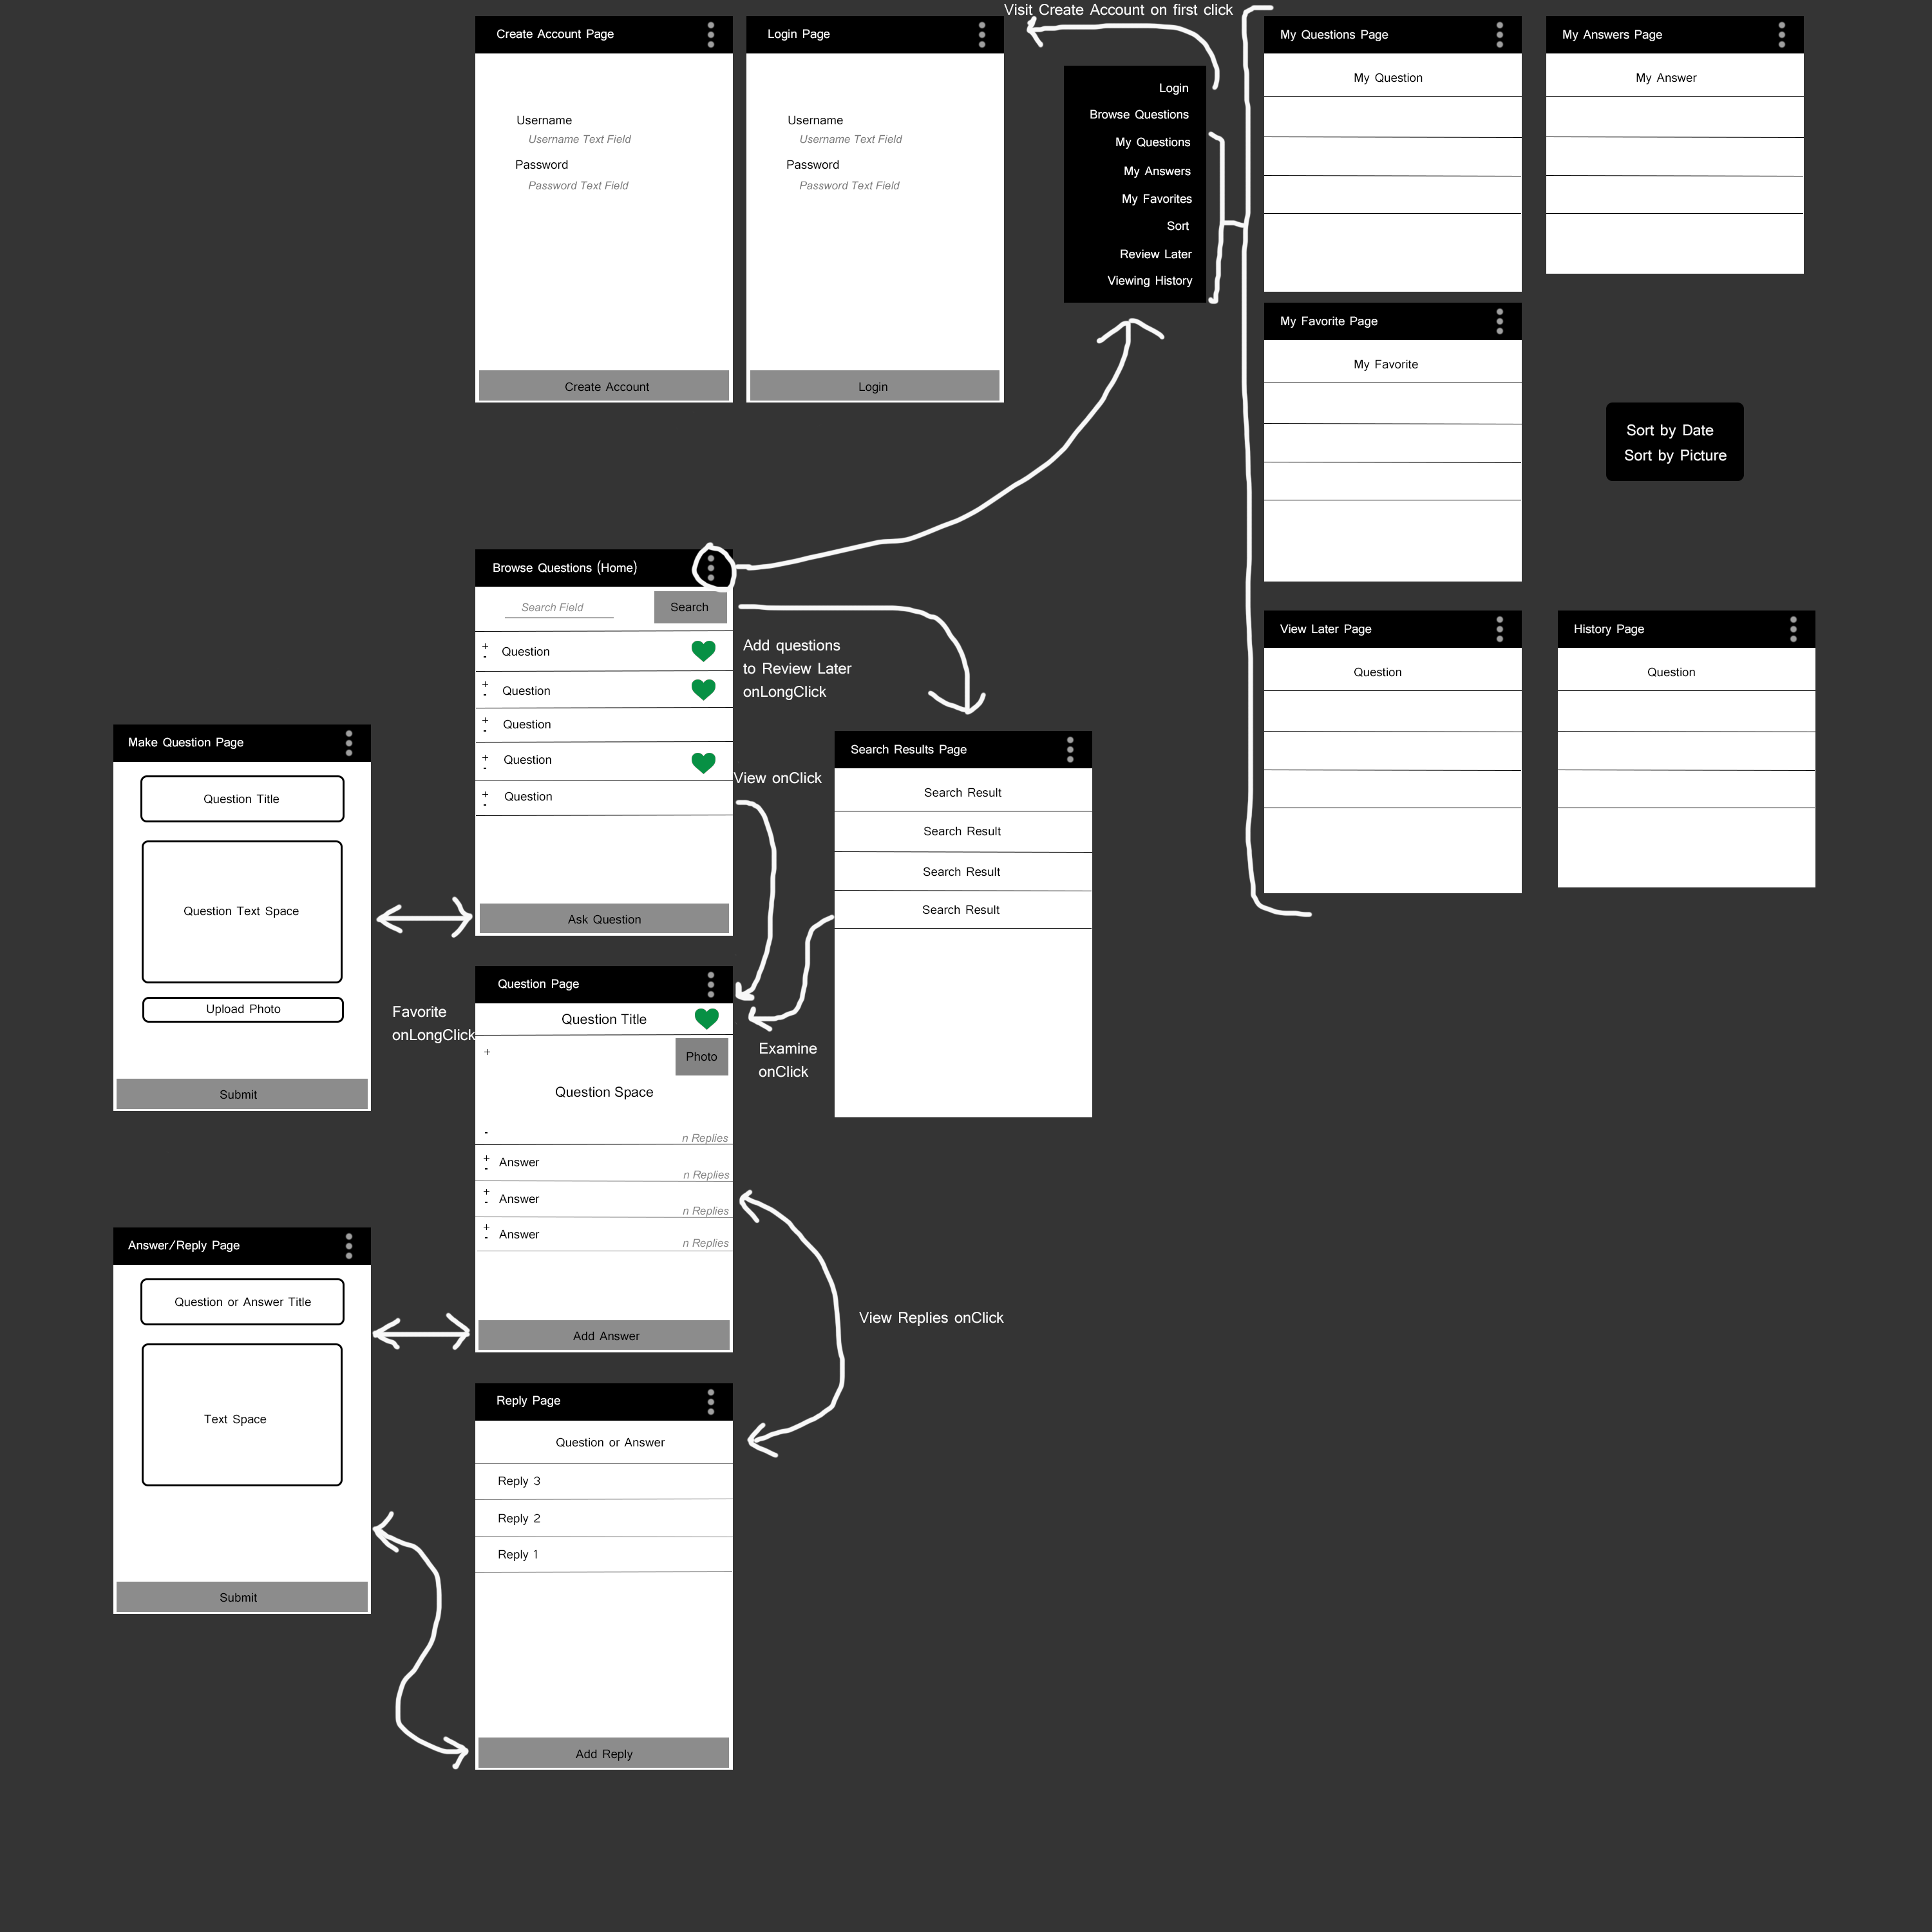 Visit Create Account on first click
Create Account Page
Username
Username Text Field
Password
Password Text Field
Create Account
Login Page
Username
Username Text Field
Password
Password Text Field
Login
Login
Browse Questions
My Questions
My Answers
My Favorites
Sort
Review Later
Viewing History
My Questions Page
My Question
My Answers Page
My Answer
My Favorite Page
My Favorite
Sort by Date
Sort by Picture
View Later Page
Question
History Page
Question
Browse Questions (Home)
Search Field
Search
+
-
Question
+
-
Question
+
-
Question
+
-
Question
+
-
Question
Ask Question
Add questions
to Review Later
onLongClick
View onClick
Make Question Page
Question Title
Question Text Space
Upload Photo
Submit
Search Results Page
Search Result
Search Result
Search Result
Search Result
Favorite
onLongClick
Question Page
Question Title
+
Photo
Question Space
-
n Replies
+
-
Answer
n Replies
+
-
Answer
n Replies
+
-
Answer
n Replies
Add Answer
Examine
onClick
View Replies onClick
Answer/Reply Page
Question or Answer Title
Text Space
Submit
Reply Page
Question or Answer
Reply 3
Reply 2
Reply 1
Add Reply